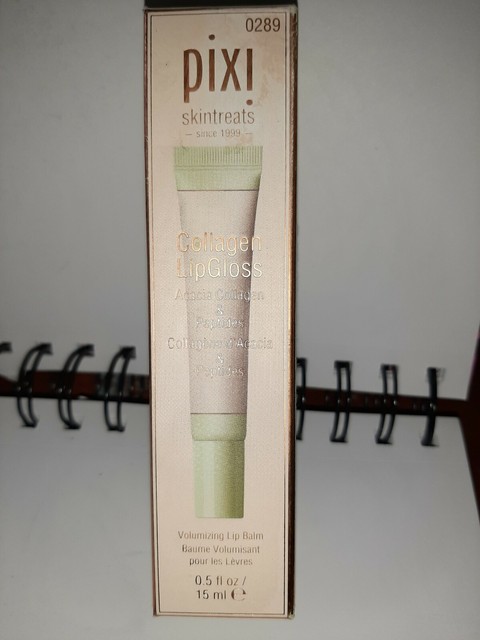 0289
pixi
skintreats
– since 1999 –
Collagen
LipGloss
Acacia Collagen
&
Peptides
Acacia
&
Peptides
Volumizing Lip Balm
Baume Volumisant
pour les Lèvres
0.5 fl oz /
15 ml ℮